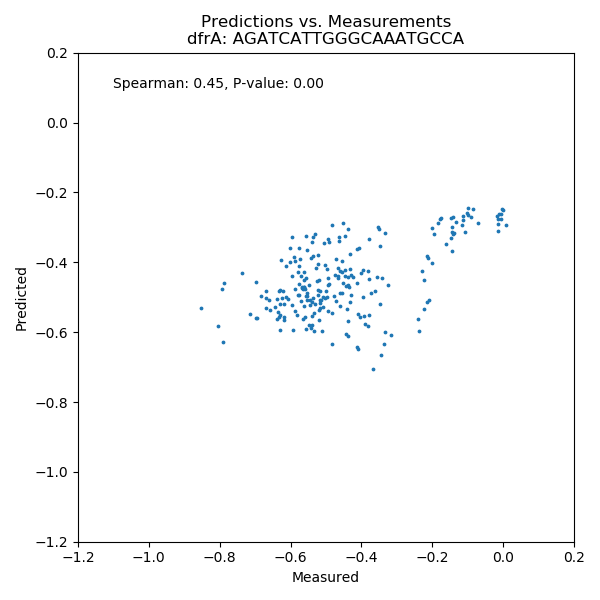 Predictions vs. Measurements
dfrA: AGATCATTGGGCAAATGCCA
Spearman: 0.45, P-value: 0.00
0.2
0.0
−0.2
−0.4
−0.6
−0.8
−1.0
−1.2
Predicted
−1.2 −1.0 −0.8 −0.6 −0.4 −0.2 0.0 0.2
Measured